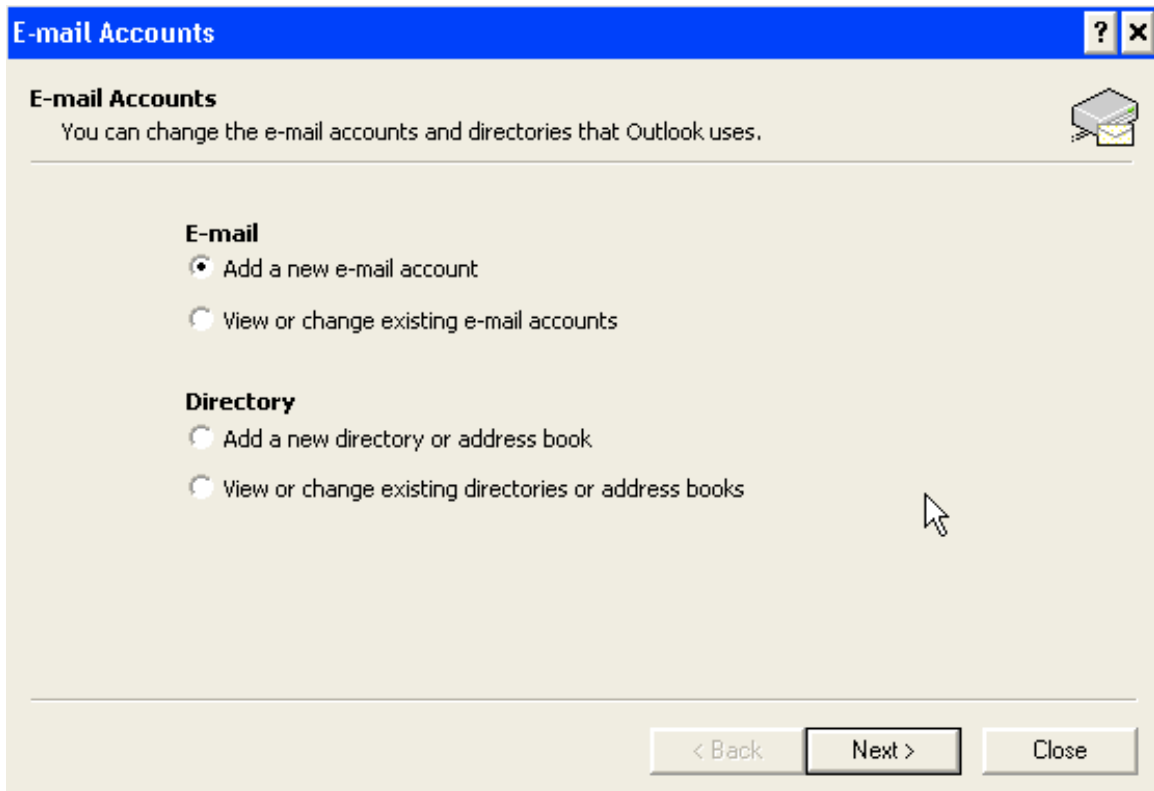 E-mail Accounts
?
E-mail Accounts
You can change the e-mail accounts and directories that Outlook uses.
E-mail
Add a new e-mail account
View or change existing e-mail accounts
Directory
Add a new directory or address book
View or change existing directories or address books
< Back Next > Close